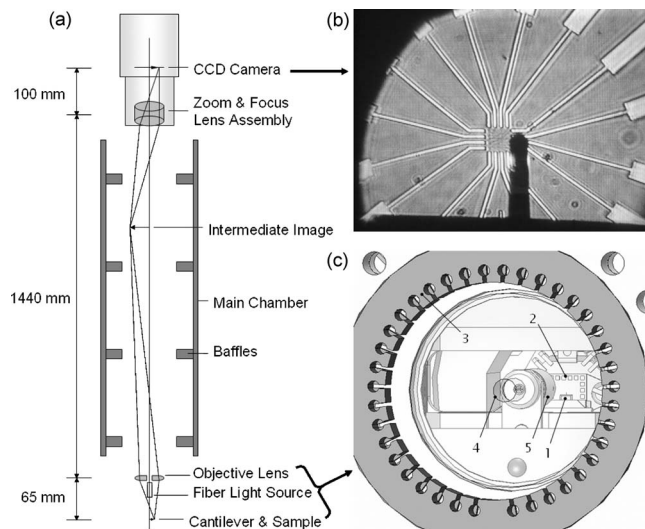 (a)
CCD Camera
100 mm
Zoom & Focus
Lens Assembly
Intermediate Image
1440 mm
Main Chamber
Baffles
Objective Lens
65 mm
Fiber Light Source
Cantilever & Sample
(b)
(c)
2
3
4
5
1